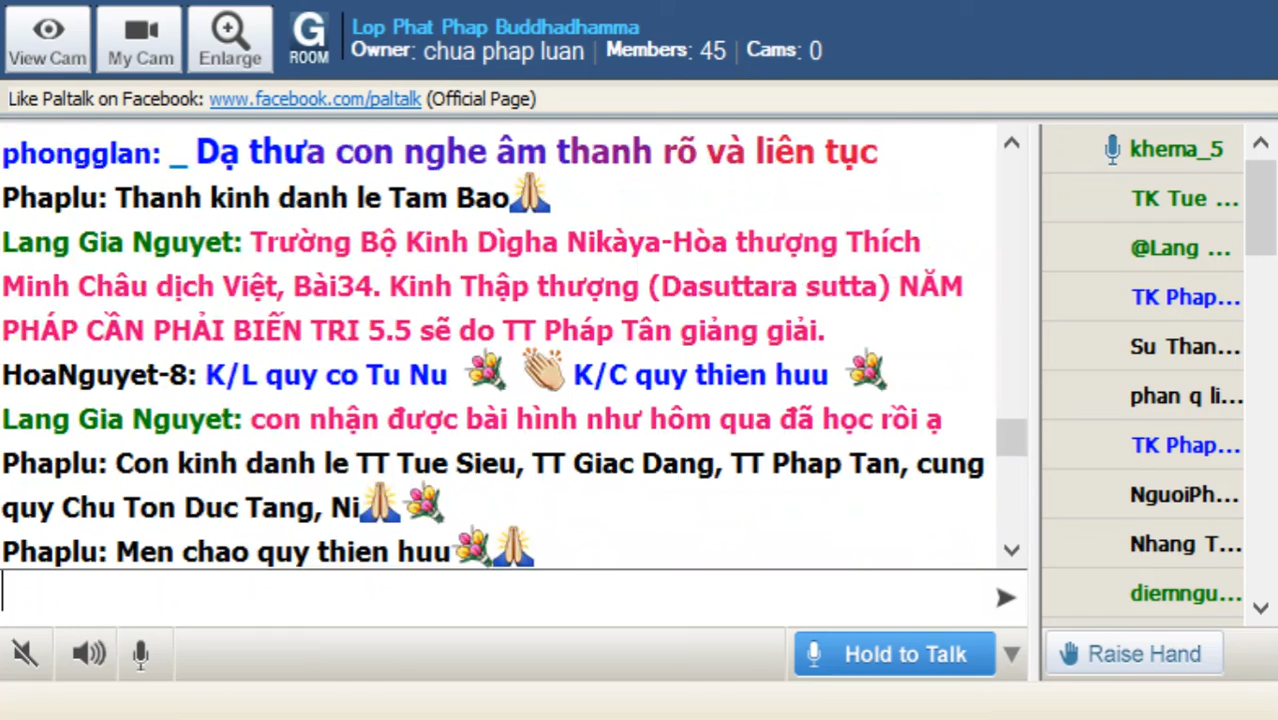 View Cam
My Cam
Enlarge
G ROOM
Lop Phat Phap Buddhadhamma
Owner: chua phap luan | Members: 45 | Cams: 0
Like Paltalk on Facebook: www.facebook.com/paltalk (Official Page)
phongglan: _ Dạ thưa con nghe âm thanh rõ và liên tục
Phaplu: Thanh kinh danh le Tam Bao
Lang Gia Nguyet: Trường Bộ Kinh Dìgha Nikàya-Hòa thượng Thích
Minh Châu dịch Việt, Bài34. Kinh Thập thượng (Dasuttara sutta) NĂM
PHÁP CẦN PHẢI BIẾN TRI 5.5 sẽ do TT Pháp Tân giảng giải.
HoaNguyet-8: K/L quy co Tu Nu K/C quy thien huu
Lang Gia Nguyet: con nhận được bài hình như hôm qua đã học rồi ạ
Phaplu: Con kinh danh le TT Tue Sieu, TT Giac Dang, TT Phap Tan, cung
quy Chu Ton Duc Tang, Ni
Phaplu: Men chao quy thien huu
khema_5
TK Tue ...
@Lang ...
TK Phap...
Su Than...
phan q li...
TK Phap...
NguoiPh...
Nhang T...
diemngu...
Hold to Talk
Raise Hand